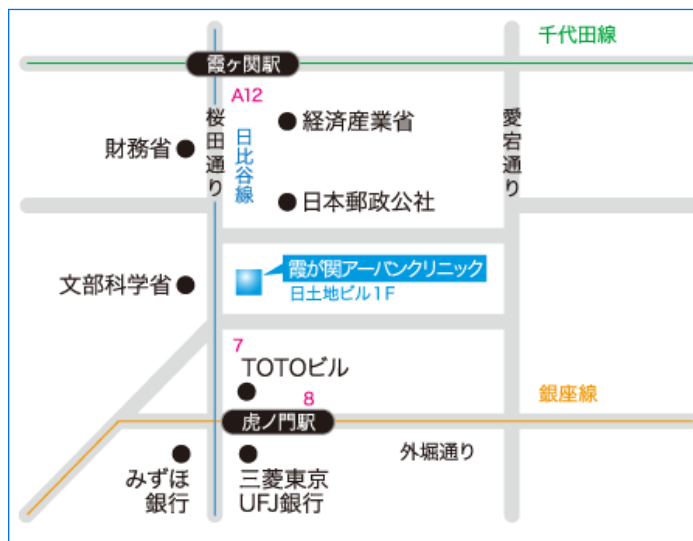 千代田線
霞ヶ関駅
A12
桜田通り
日比谷線
経済産業省
愛宕通り
財務省
日本郵政公社
霞が関アーバンクリニック
日土地ビル1F
文部科学省
7
TOTOビル
8
銀座線
虎ノ門駅
外堀通り
みずほ
銀行
三菱東京
UFJ銀行